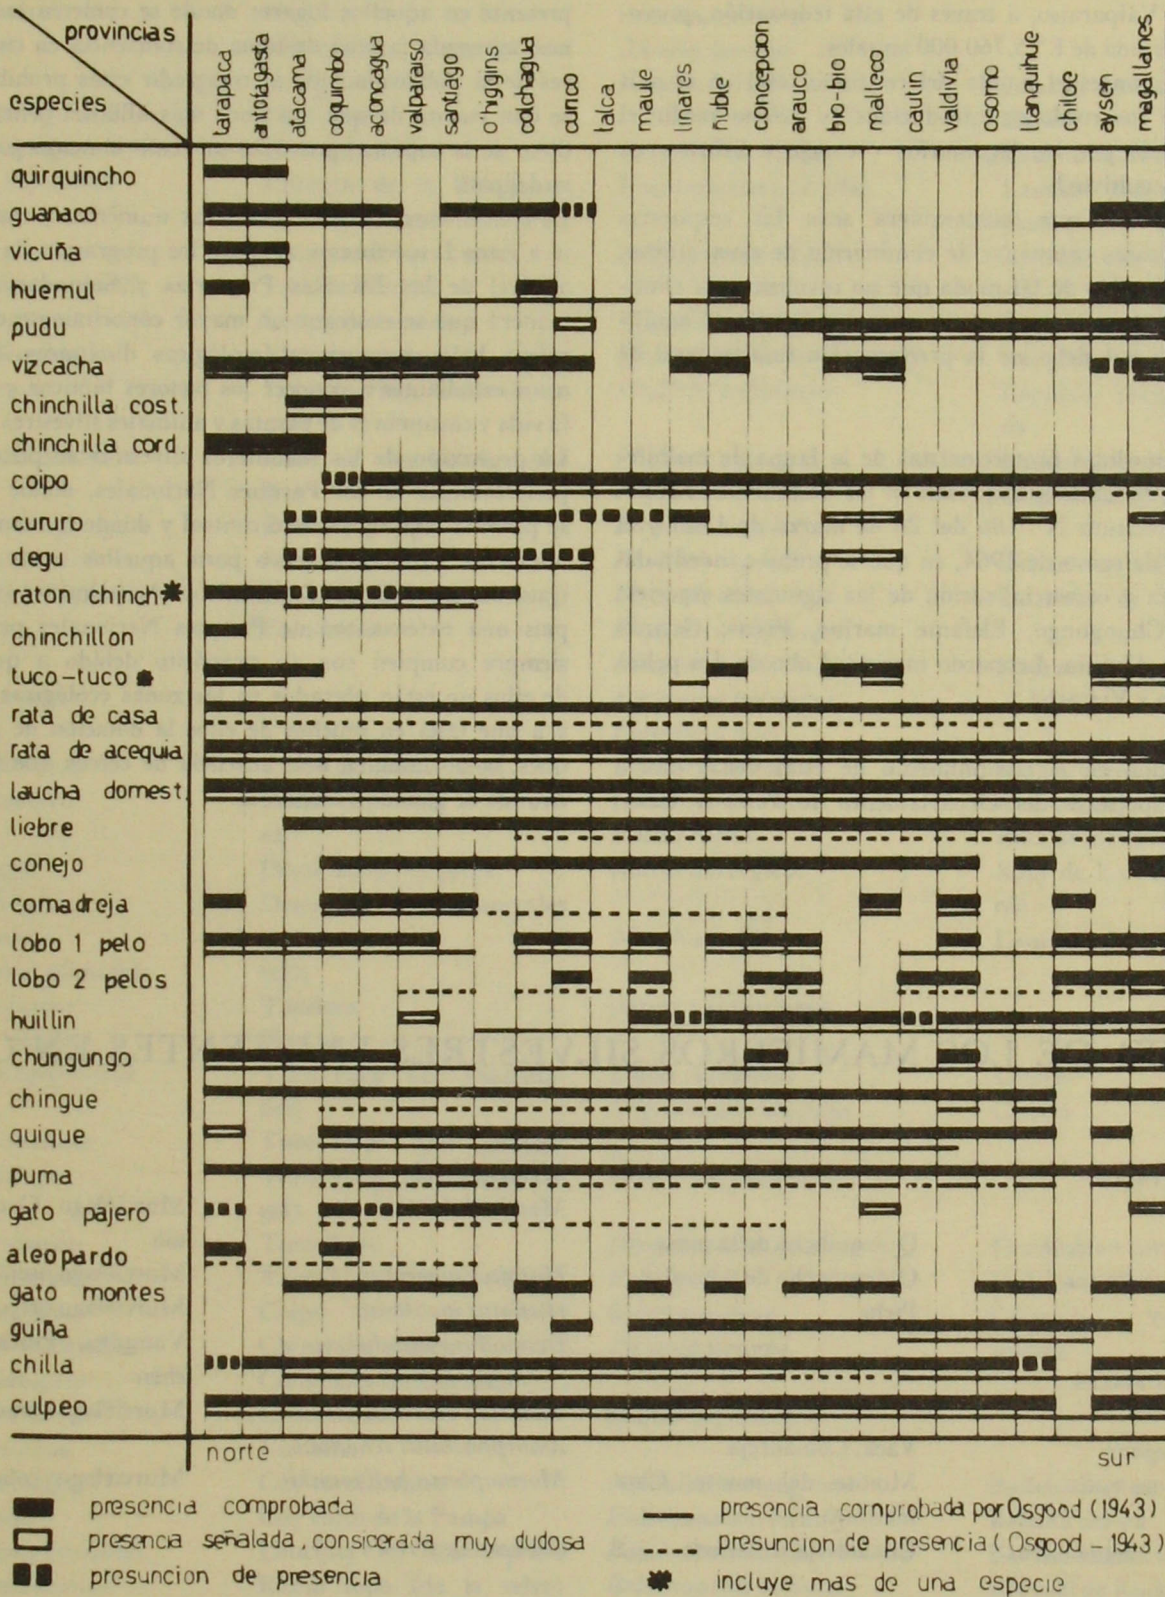 provincias
especies
tarapaca
antofagasta
atacama
coquimbo
aconcagua
valparaiso
santiago
o'higgins
colchagua
curico
talca
maule
linares
ñuble
concepcion
arauco
bio-bio
malleco
cautin
valdivia
osorno
llanquihue
chiloe
aysen
magallanes
quirquincho
guanaco
vicuña
huemul
pudu
vizcacha
chinchilla cost.
chinchilla cord.
coipo
cururo
degu
raton chinch.
chinchillon
tuco-tuco
rata de casa
rata de acequia
laucha domest.
liebre
conejo
comadreja
lobo 1 pelo
lobo 2 pelos
huillin
chungungo
chingue
quique
puma
gato pajero
aleopardo
gato montes
guiña
chilla
culpeo
norte
sur
presencia comprobada
presencia señalada, considerada muy dudosa
presuncion de presencia
presencia comprobada por Osgood (1943)
presuncion de presencia (Osgood - 1943)
incluye mas de una especie